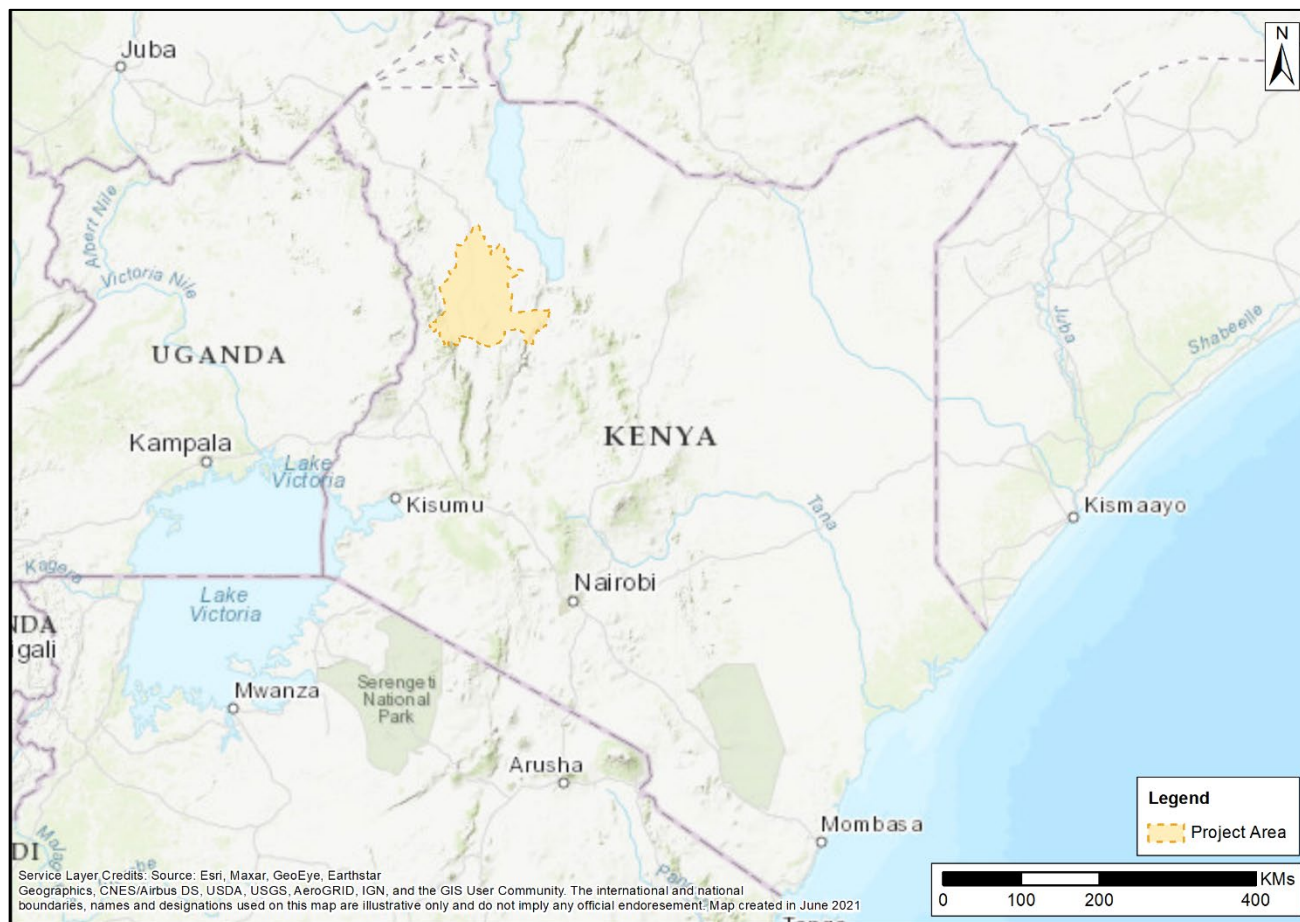 N
Juba
Albert Nile
Victoria Nile
UGANDA
Juba
Shabeelle
Kampala
KENYA
Lake
Victoria
Kisumu
Tana
Kismaayo
Kagera
Nairobi
Lake
Victoria
NDA
igali
Mwanza
Serengeti
National
Park
Arusha
Legend
Project Area
Mombasa
DI
Service Layer Credits: Source: Esri, Maxar, GeoEye, Earthstar
Geographics, CNES/Airbus DS, USDA, USGS, AeroGRID, IGN, and the GIS User Community. The international and national
boundaries, names and designations used on this map are illustrative only and do not imply any official endoresement. Map created in June 2021
KMs
0 100 200 400